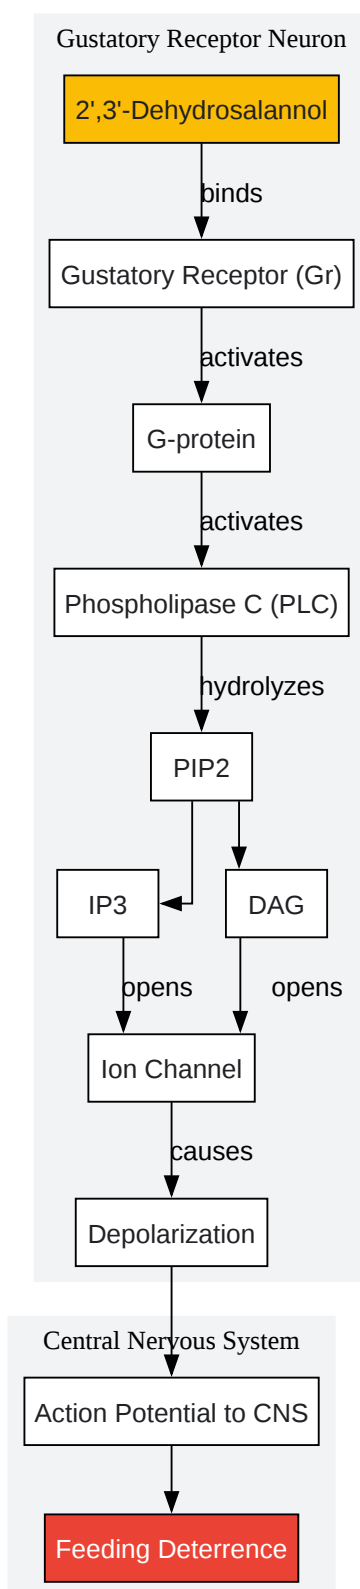 Gustatory Receptor Neuron
2',3'-Dehydrosalannol
binds
Gustatory Receptor (Gr)
activates
G-protein
activates
Phospholipase C (PLC)
hydrolyzes
PIP2
IP3
DAG
opens
opens
Ion Channel
causes
Depolarization
Central Nervous System
Action Potential to CNS
Feeding Deterrence